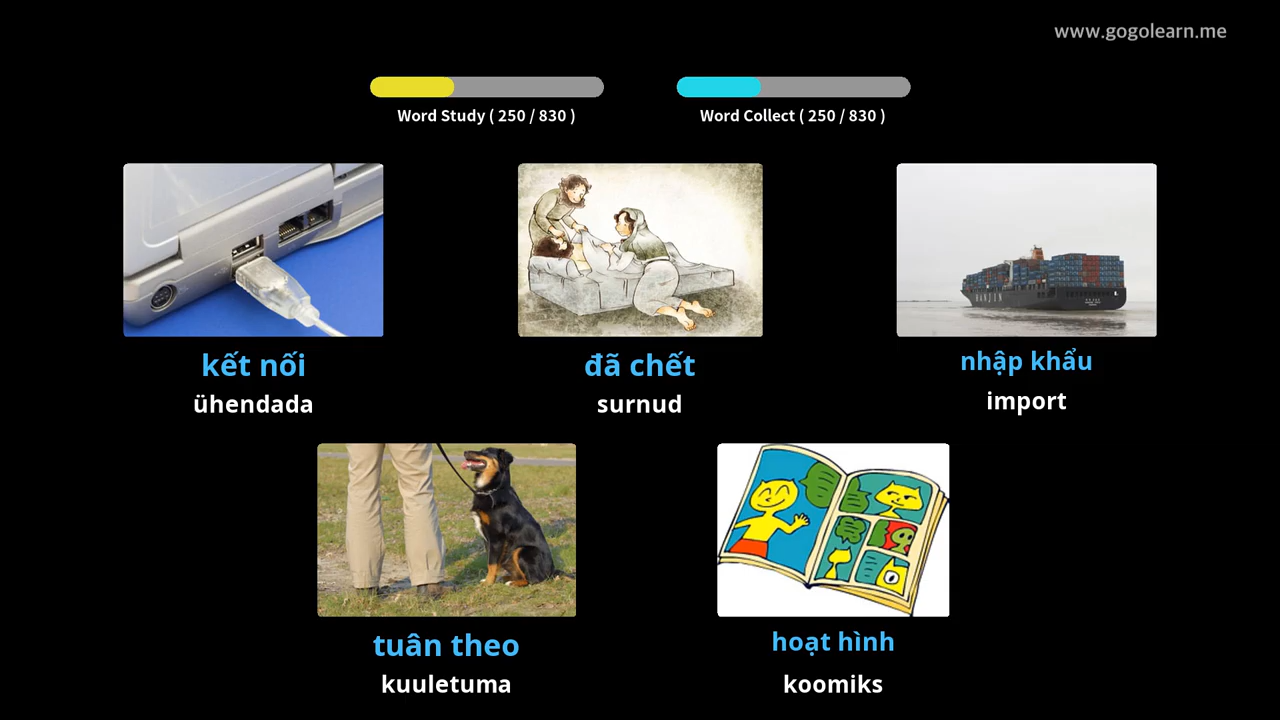 www.gogolearn.me
Word Study ( 250 / 830 )
Word Collect ( 250 / 830 )
kết nối
ühendada
đã chết
surnud
nhập khẩu
import
tuân theo
kuuletuma
hoạt hình
koomiks